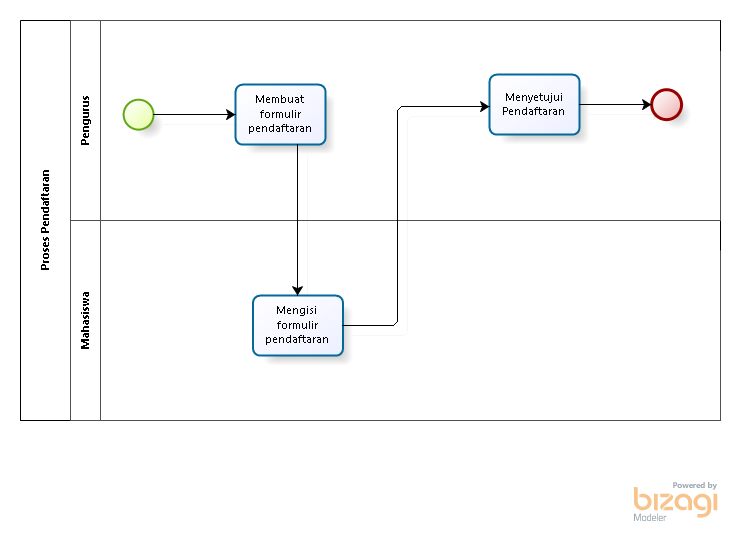 Proses Pendaftaran
Pengurus
Membuat
formulir
pendaftaran
Menyetujui
Pendaftaran
Mahasiswa
Mengisi
formulir
pendaftaran
Powered by
bizagi
Modeler